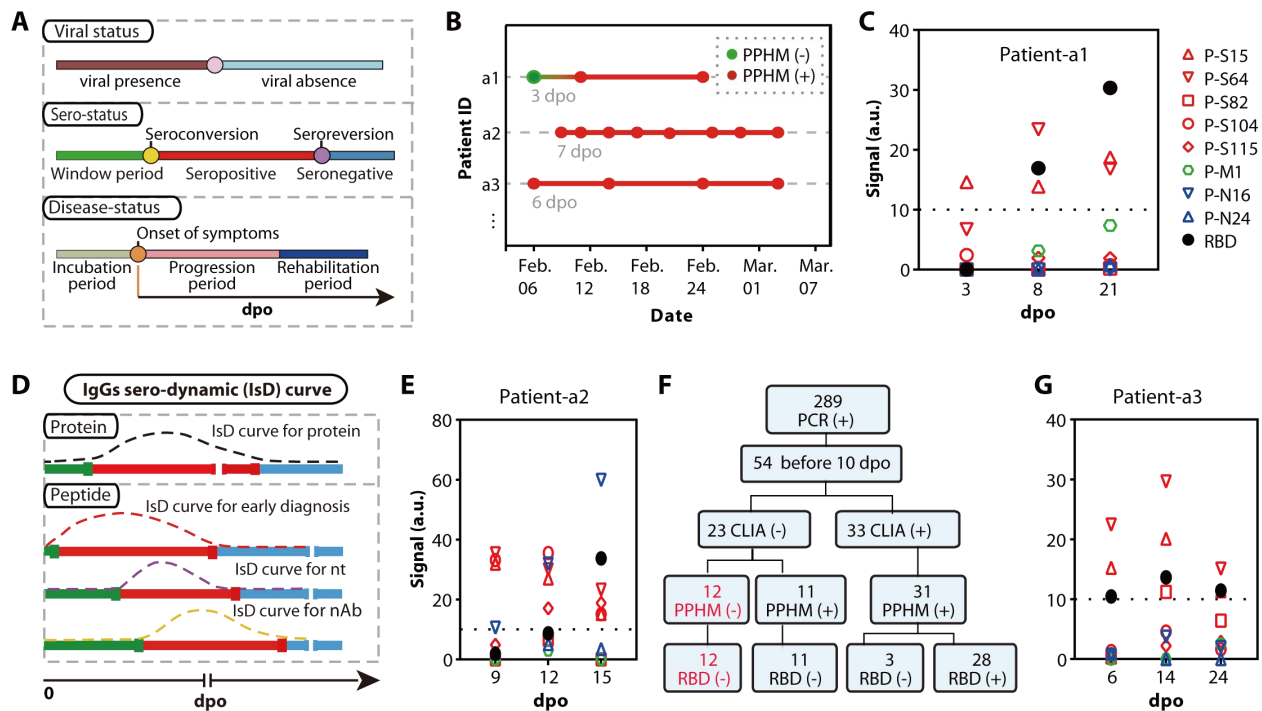 A
Viral status
viral presence
viral absence
Sero-status
Seroconversion
Seroreversion
Window period
Seropositive
Seronegative
Disease-status
Onset of symptoms
Incubation
period
Progression
period
Rehabilitation
period
dpo
B
PPHM (-)
PPHM (+)
Patient ID
a1
3 dpo
a2
7 dpo
a3
6 dpo
...
Feb.
06
Feb.
12
Feb.
18
Feb.
24
Mar.
01
Mar.
07
Date
C
Patient-a1
Signal (a.u.)
40
30
20
10
0
3
8
21
dpo
P-S15
P-S64
P-S82
P-S104
P-S115
P-M1
P-N16
P-N24
RBD
D
IgGs sero-dynamic (IsD) curve
Protein
IsD curve for protein
Peptide
IsD curve for early diagnosis
IsD curve for nt
IsD curve for nAb
0
dpo
E
Patient-a2
Signal (a.u.)
80
60
40
20
0
9
12
15
dpo
F
289
PCR (+)
54 before 10 dpo
23 CLIA (-)
33 CLIA (+)
12
PPHM (-)
11
PPHM (+)
31
PPHM (+)
12
RBD (-)
11
RBD (-)
3
RBD (-)
28
RBD (+)
G
Patient-a3
40
30
20
10
0
6
14
24
dpo